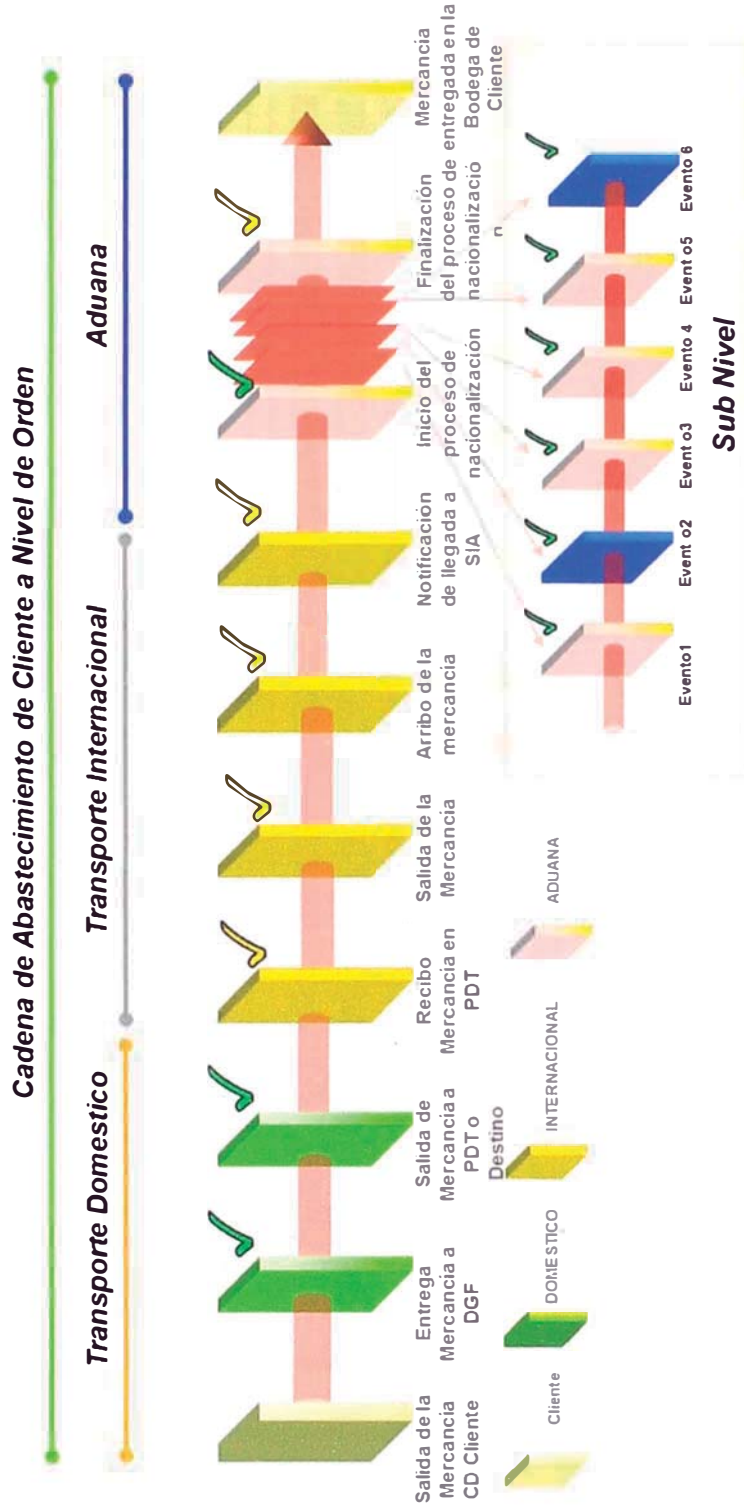 Cadena de Abastecimiento de Cliente a Nivel de Orden
Transporte Domestico
Transporte Internacional
Aduana
Salida de la
Mercancia
CD Cliente
Entrega
Mercancia a
DGF
Salida de
Mercancia a
PDT o
Destino
Recibo
Mercancia en
PDT
Salida de la
Mercancia
Arribo de la
mercancia
Notificación
de llegada a
SIA
Inicio del
proceso de
nacionalización
Finalización
del proceso de
nacionalizació
n
Mercancia
entregada en la
Bodega de
Cliente
Cliente
DOMESTICO
INTERNACIONAL
ADUANA
Evento1
Event o2
Event o3
Evento 4
Event o5
Evento 6
Sub Nivel